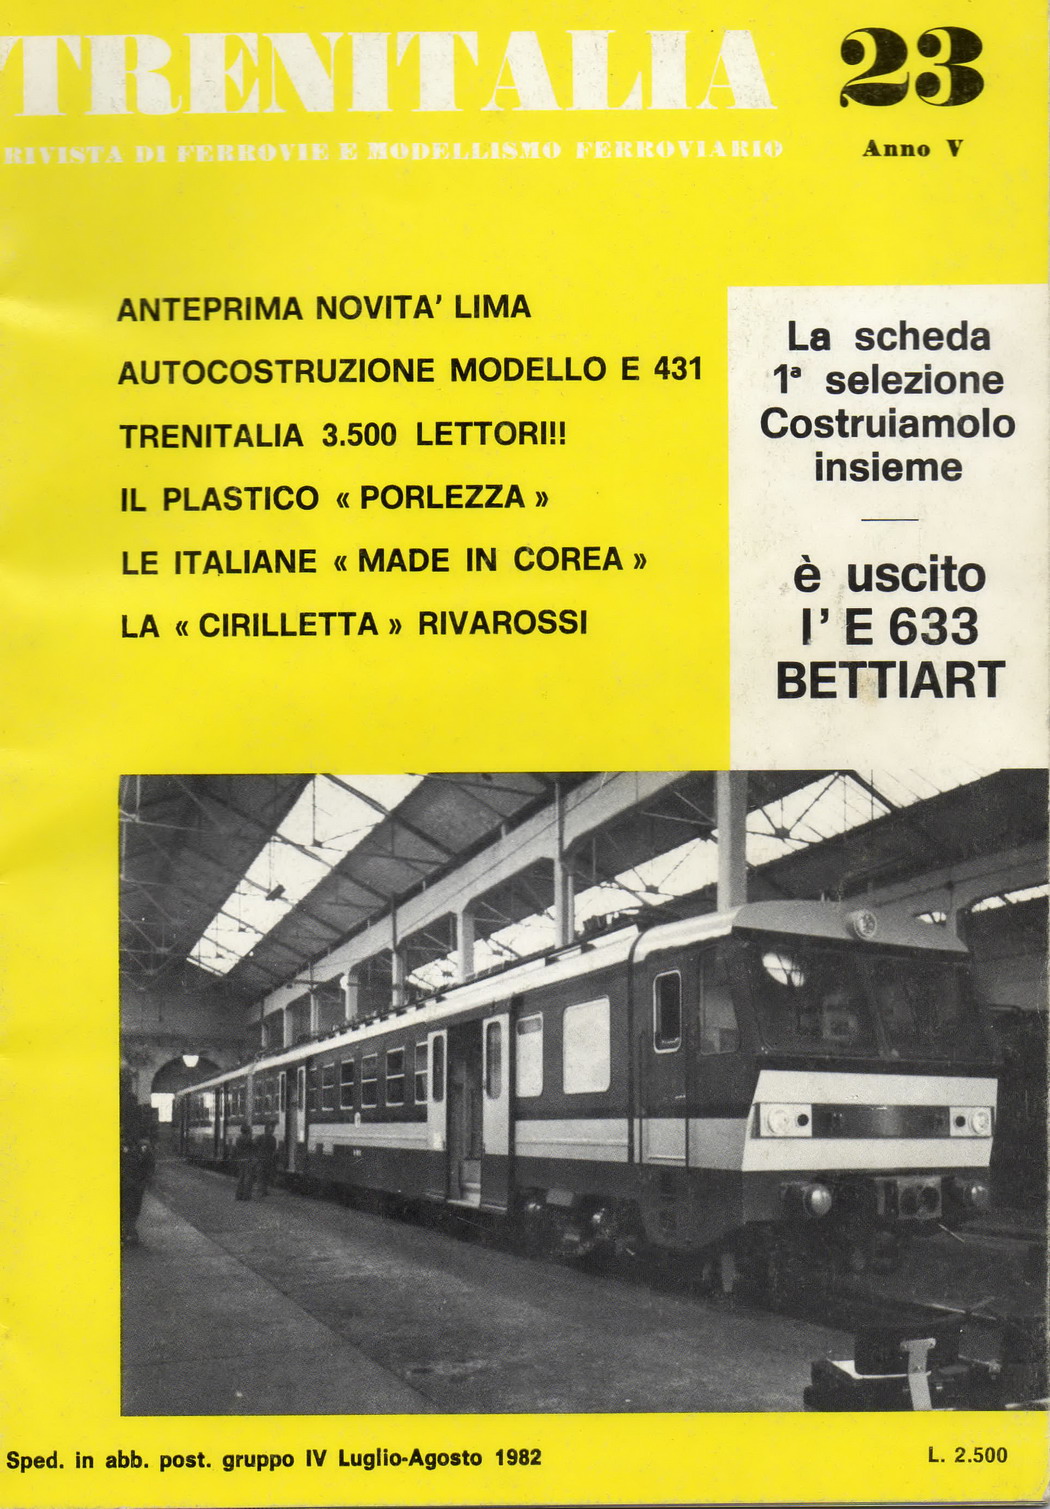 TRENITALIA
23
RIVISTA DI FERROVIE E MODELLISMO FERROVIARIO
Anno V
ANTEPRIMA NOVITA' LIMA
AUTOCOSTRUZIONE MODELLO E 431
TRENITALIA 3.500 LETTORI!!
IL PLASTICO « PORLEZZA »
LE ITALIANE « MADE IN COREA »
LA « CIRILLETTA » RIVAROSSI
La scheda
1ª selezione
Costruiamolo
insieme
è uscito
l' E 633
BETTIART
Sped. in abb. post. gruppo IV Luglio-Agosto 1982
L. 2.500